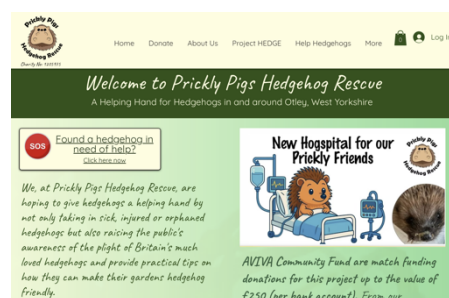 Prickly Pigs
Hedgehog Rescue
Home Donate About Us Project HEDGE Help Hedgehogs More
Log In
Welcome to Prickly Pigs Hedgehog Rescue
A Helping Hand for Hedgehogs in and around Otley, West Yorkshire
SOS
Found a hedgehog in
need of help?
Click here now
We, at Prickly Pigs Hedgehog Rescue, are
hoping to give hedgehogs a helping hand by
not only taking in sick, injured or orphaned
hedgehogs but also raising the public's
awareness of the plight of Britain's much
loved hedgehogs and provide practical tips on
how they can make their gardens hedgehog
friendly.
New Hogspital for our
Prickly Friends
Prickly Pigs
Hedgehog Rescue
AVIVA Community Fund are match funding
donations for this project up to the value of
£250 (per bank account). From our